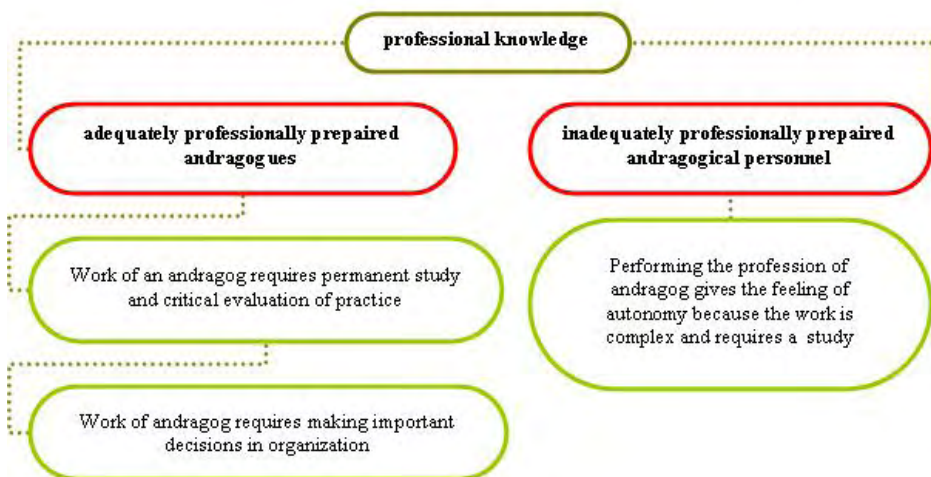 professional knowledge
adequately professionally prepaired
andragogues
inadequately professionally prepaired
andragogical personnel
Work of an andragog requires permanent study
and critical evaluation of practice
Performing the profession of
andragog gives the feeling of
autonomy because the work is
complex and requires a study
Work of andragog requires making important
decisions in organization